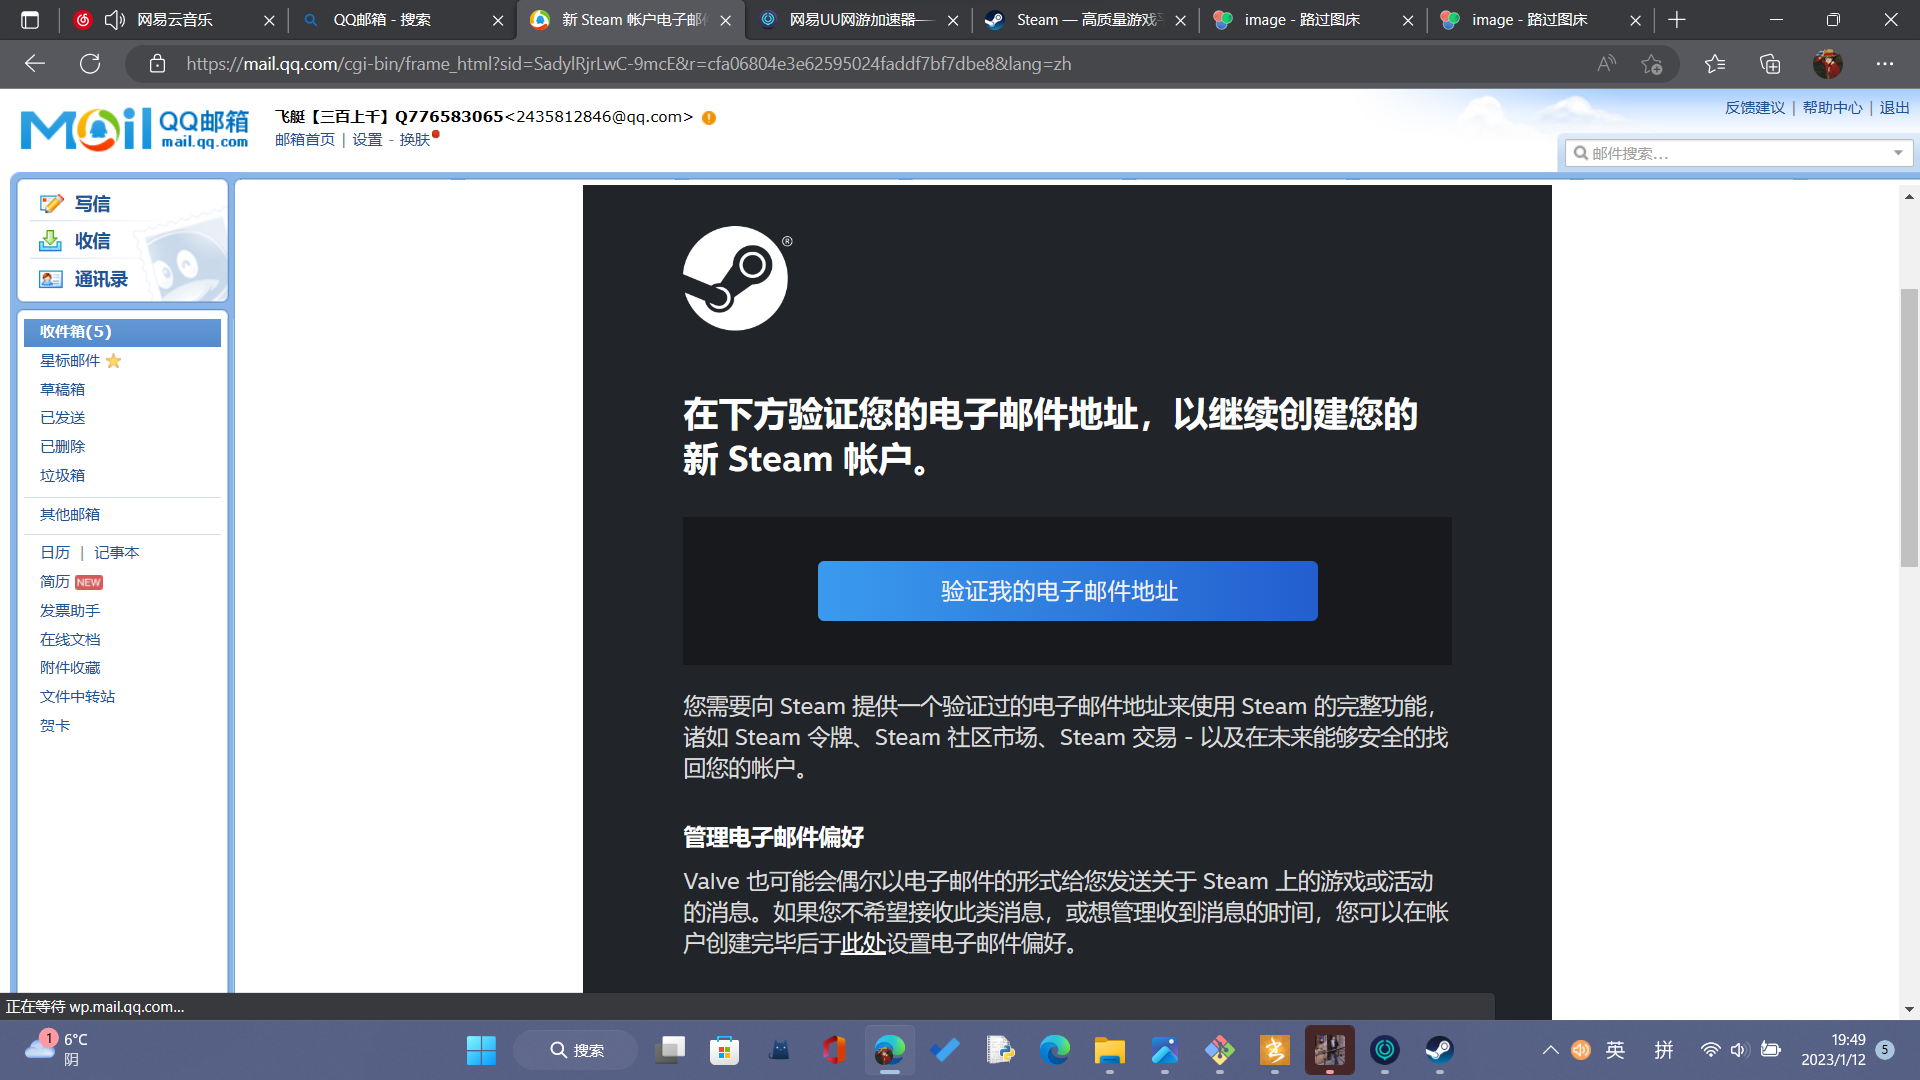 网易云音乐
QQ邮箱 - 搜索
新 Steam 帐户电子邮件
网易UU网游加速器
Steam — 高质量游戏
image - 路过图床
image - 路过图床
https://mail.qq.com/cgi-bin/frame_html?sid=SadylRjrLwC-9mcE&r=cfa06804e3e62595024faddf7bf7dbe8&lang=zh
Mail QQ邮箱
mail.qq.com
飞艇【三百上千】Q776583065<2435812846@qq.com>
邮箱首页 | 设置 - 换肤
反馈建议 | 帮助中心 | 退出
邮件搜索...
写信
收信
通讯录
收件箱(5)
星标邮件
草稿箱
已发送
已删除
垃圾箱
其他邮箱
日历 | 记事本
简历 NEW
发票助手
在线文档
附件收藏
文件中转站
贺卡
®
在下方验证您的电子邮件地址，以继续创建您的
新 Steam 帐户。
验证我的电子邮件地址
您需要向 Steam 提供一个验证过的电子邮件地址来使用 Steam 的完整功能，
诸如 Steam 令牌、Steam 社区市场、Steam 交易 - 以及在未来能够安全的找
回您的帐户。
管理电子邮件偏好
Valve 也可能会偶尔以电子邮件的形式给您发送关于 Steam 上的游戏或活动
的消息。如果您不希望接收此类消息，或想管理收到消息的时间，您可以在帐
户创建完毕后于此处设置电子邮件偏好。
正在等待 wp.mail.qq.com...
1
6°C
阴
搜索
英
拼
19:49
2023/1/12
5